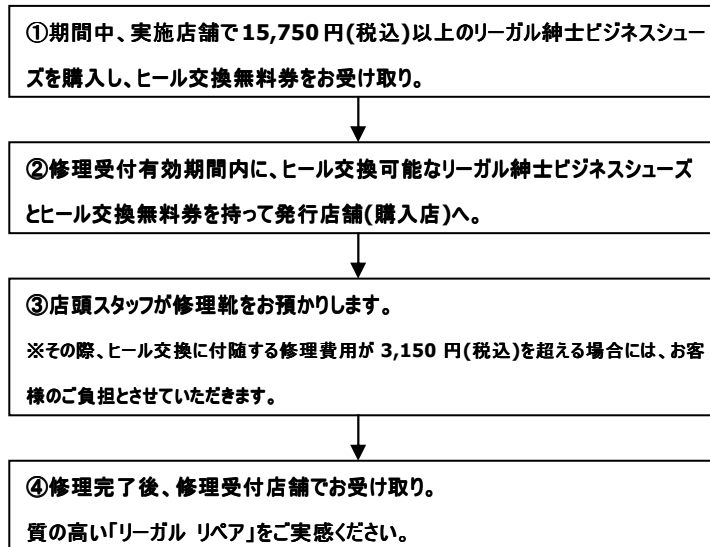 ①期間中、実施店舗で15,750円(税込)以上のリーガル紳士ビジネスシュー
ズを購入し、ヒール交換無料券をお受け取り。
②修理受付有効期間内に、ヒール交換可能なリーガル紳士ビジネスシューズ
とヒール交換無料券を持って発行店舗(購入店)へ。
③店頭スタッフが修理靴をお預かりします。
※その際、ヒール交換に付随する修理費用が 3,150 円(税込)を超える場合には、お客
様のご負担とさせていただきます。
④修理完了後、修理受付店舗でお受け取り。
質の高い「リーガル リペア」をご実感ください。